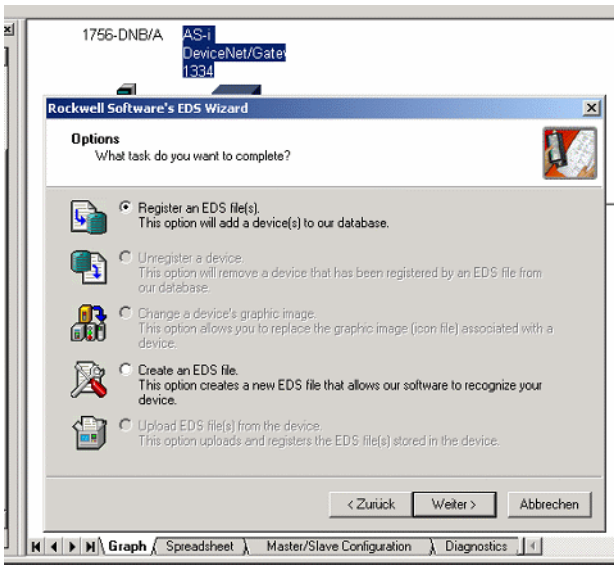 1756-DNB/A
AS-i
DeviceNet/Gatew
1334
Rockwell Software's EDS Wizard
Options
What task do you want to complete?
Register an EDS file(s).
This option will add a device(s) to our database.
Unregister a device.
This option will remove a device that has been registered by an EDS file from
our database.
Change a device's graphic image.
This option allows you to replace the graphic image (icon file) associated with a
device.
Create an EDS file.
This option creates a new EDS file that allows our software to recognize your
device.
Upload EDS file(s) from the device.
This option uploads and registers the EDS file(s) stored in the device.
< Zurück
Weiter >
Abbrechen
Graph
Spreadsheet
Master/Slave Configuration
Diagnostics